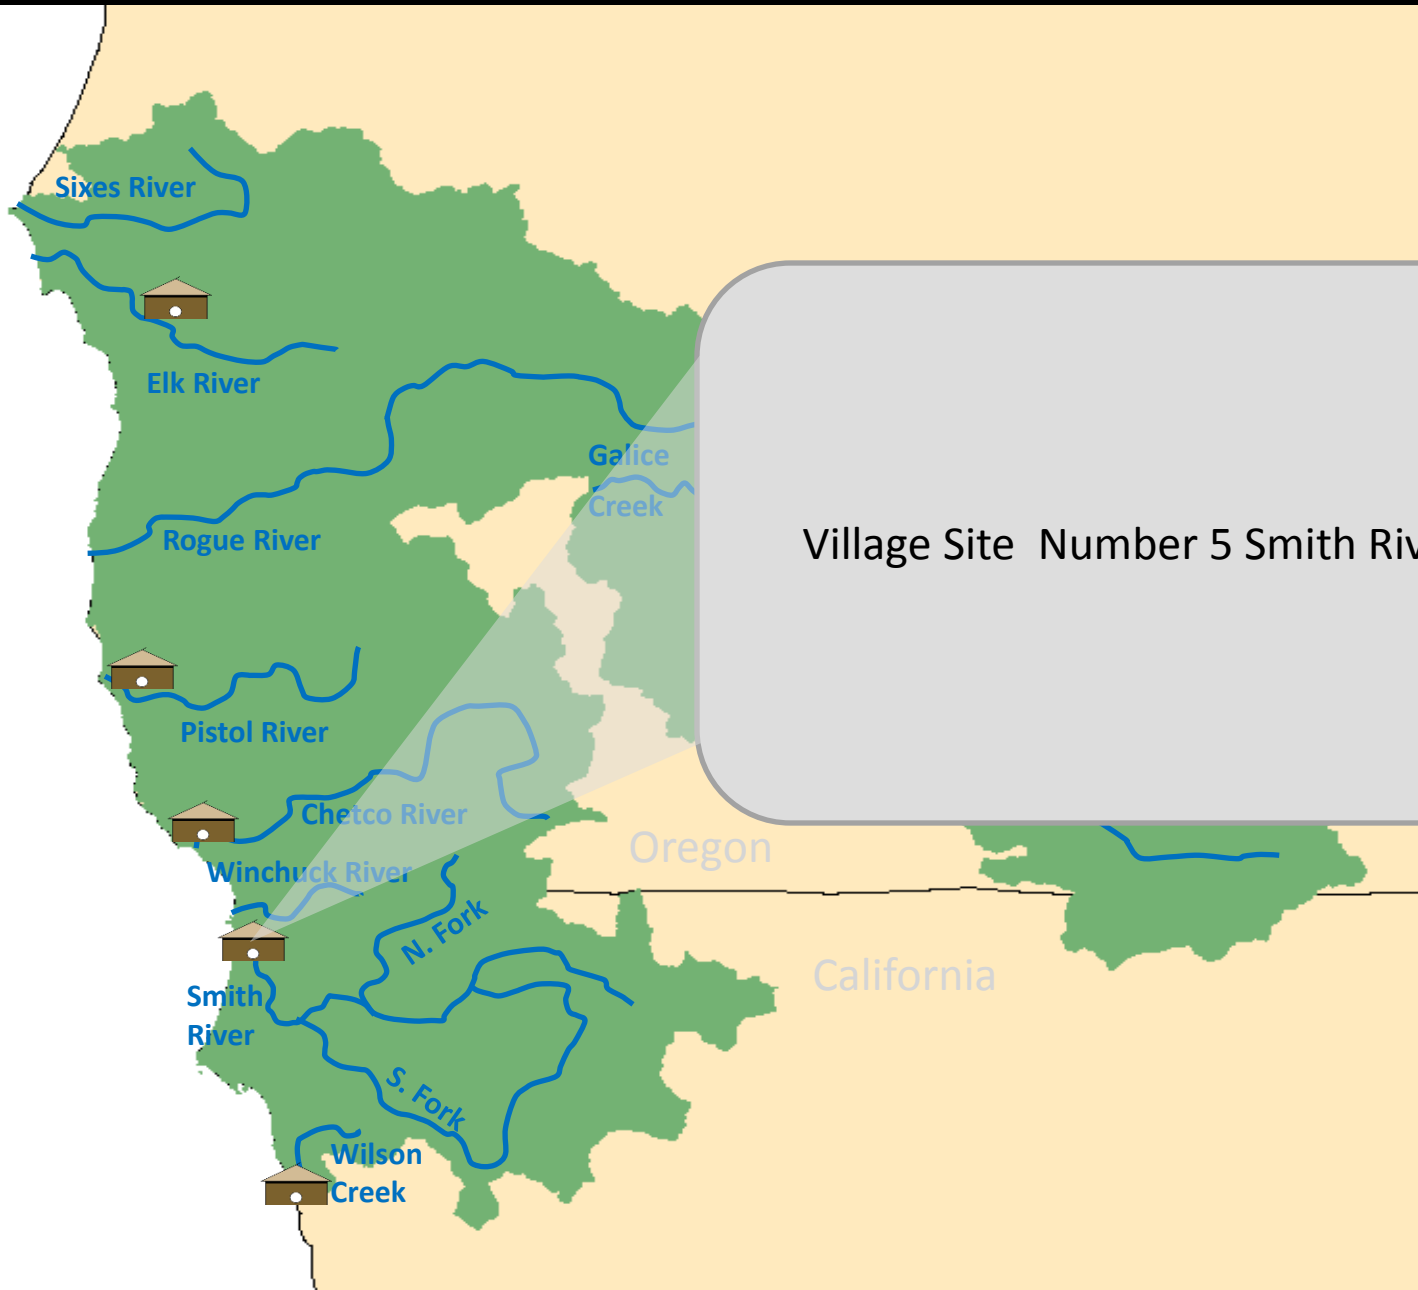 Sixes River
Elk River
Galice
Creek
Rogue River
Village Site Number 5 Smith
Pistol River
Chetco River
Oregon
Winchuck River
N. Fork
California
Smith
River
S. Fork
Wilson
Creek